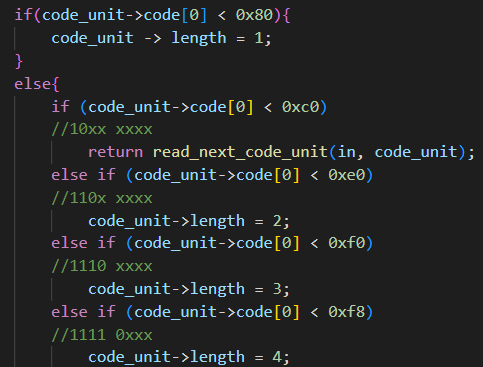 if(code_unit->code[0] < 0x80){
    code_unit -> length = 1;
}
else{
    if (code_unit->code[0] < 0xc0)
    //10xx xxxx
        return read_next_code_unit(in, code_unit);
    else if (code_unit->code[0] < 0xe0)
    //110x xxxx
        code_unit->length = 2;
    else if (code_unit->code[0] < 0xf0)
    //1110 xxxx
        code_unit->length = 3;
    else if (code_unit->code[0] < 0xf8)
    //1111 0xxx
        code_unit->length = 4;